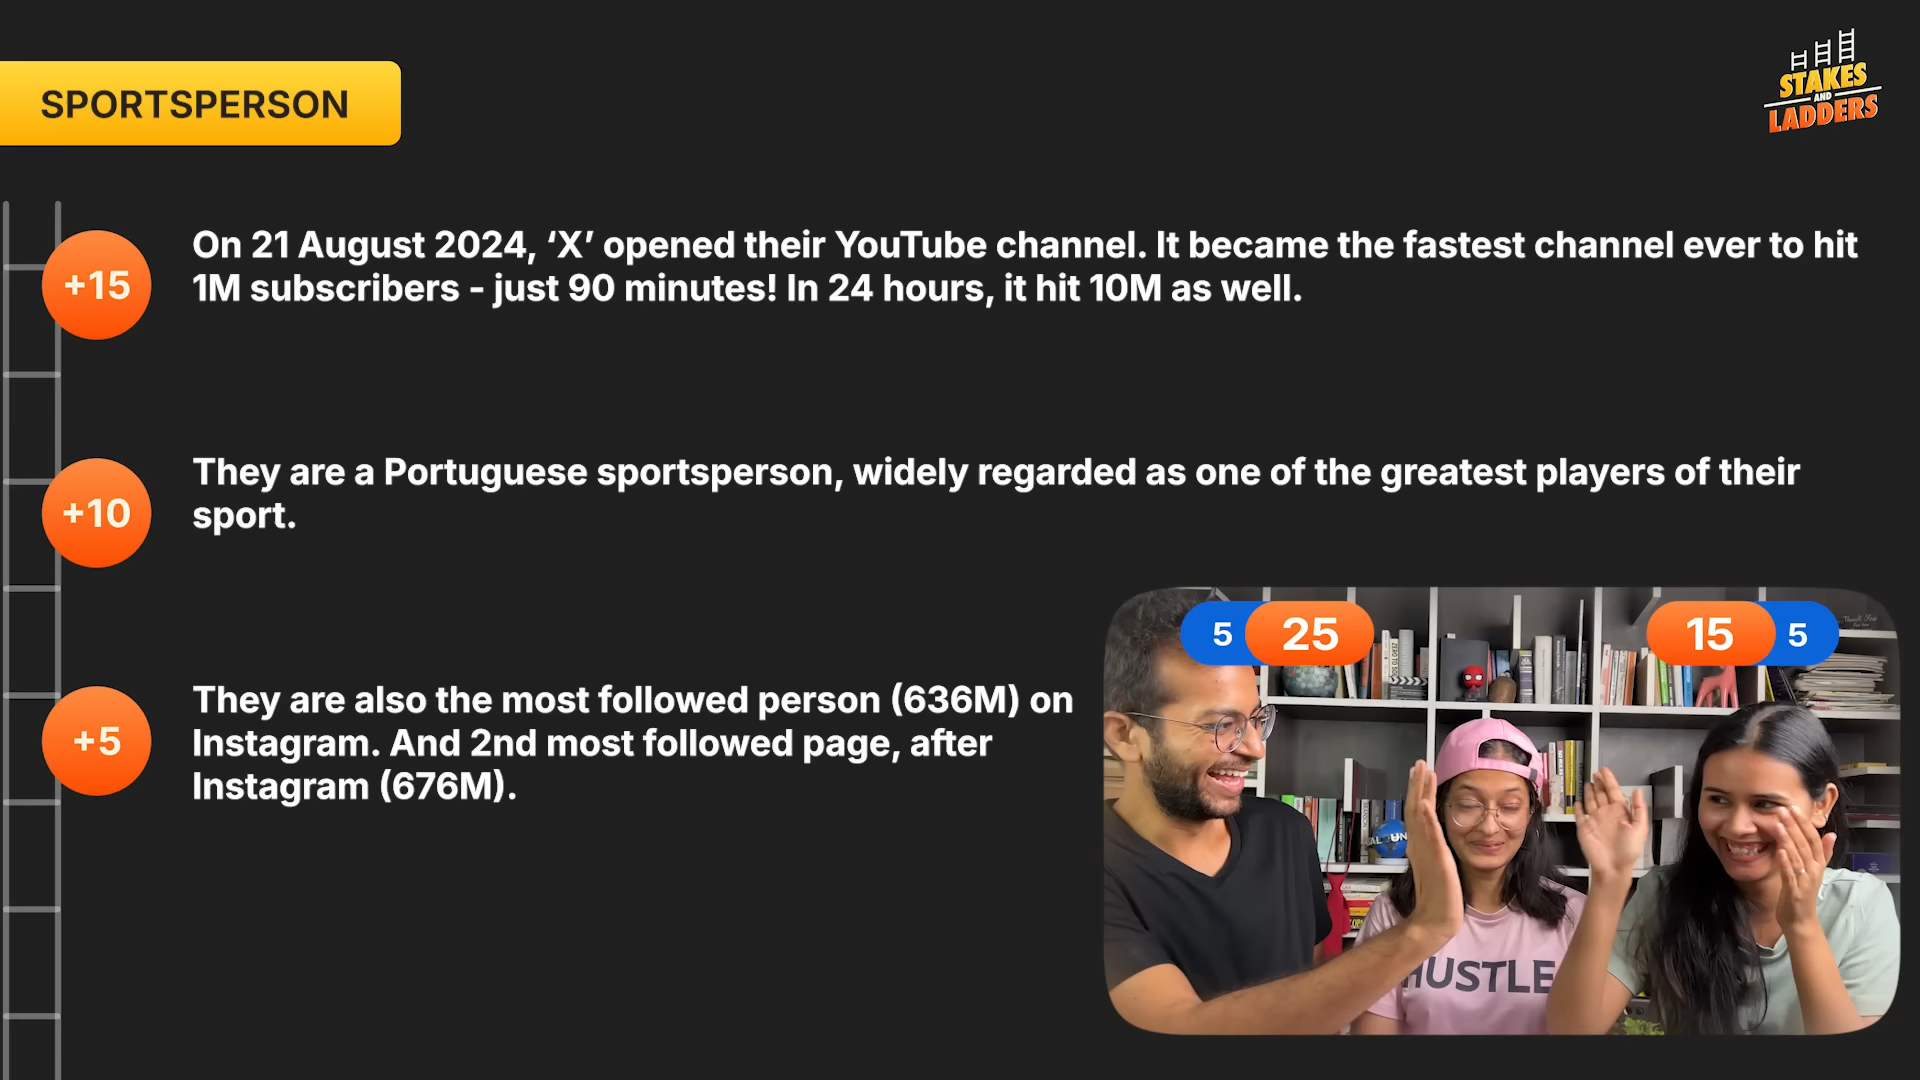 SPORTSPERSON
STAKES
AND
LADDERS
+15
On 21 August 2024, ‘X’ opened their YouTube channel. It became the fastest channel ever to hit
1M subscribers - just 90 minutes! In 24 hours, it hit 10M as well.
+10
They are a Portuguese sportsperson, widely regarded as one of the greatest players of their
sport.
+5
They are also the most followed person (636M) on
Instagram. And 2nd most followed page, after
Instagram (676M).
5 25
15 5
HUSTLE